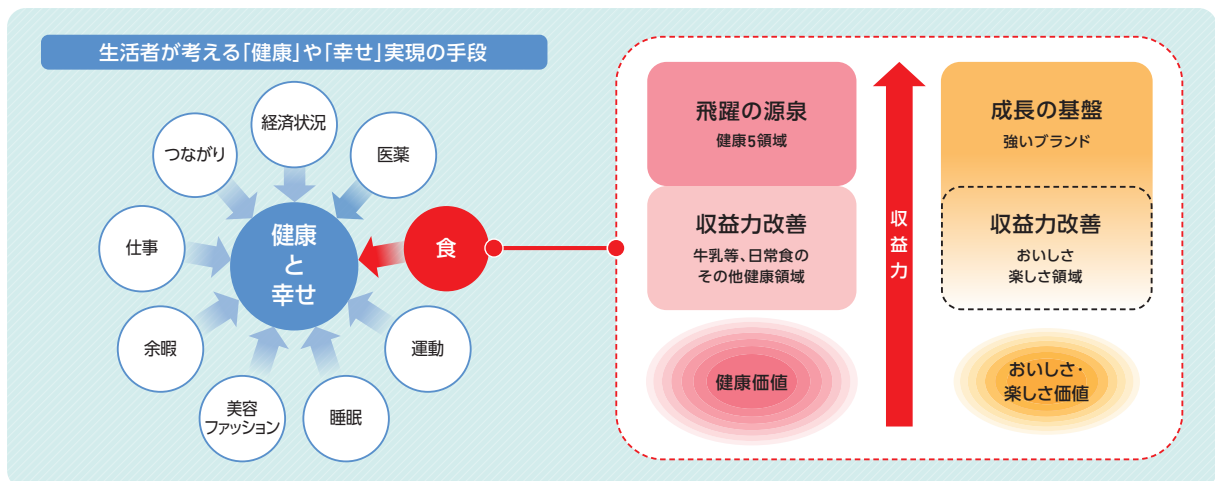 生活者が考える「健康」や「幸せ」実現の手段
経済状況
つながり
医薬
仕事
健康
と
幸せ
食
余暇
運動
美容
ファッション
睡眠
飛躍の源泉
健康5領域
収益力改善
牛乳等、日常食の
その他健康領域
健康価値
収益力
成長の基盤
強いブランド
収益力改善
おいしさ
楽しさ領域
おいしさ・
楽しさ価値